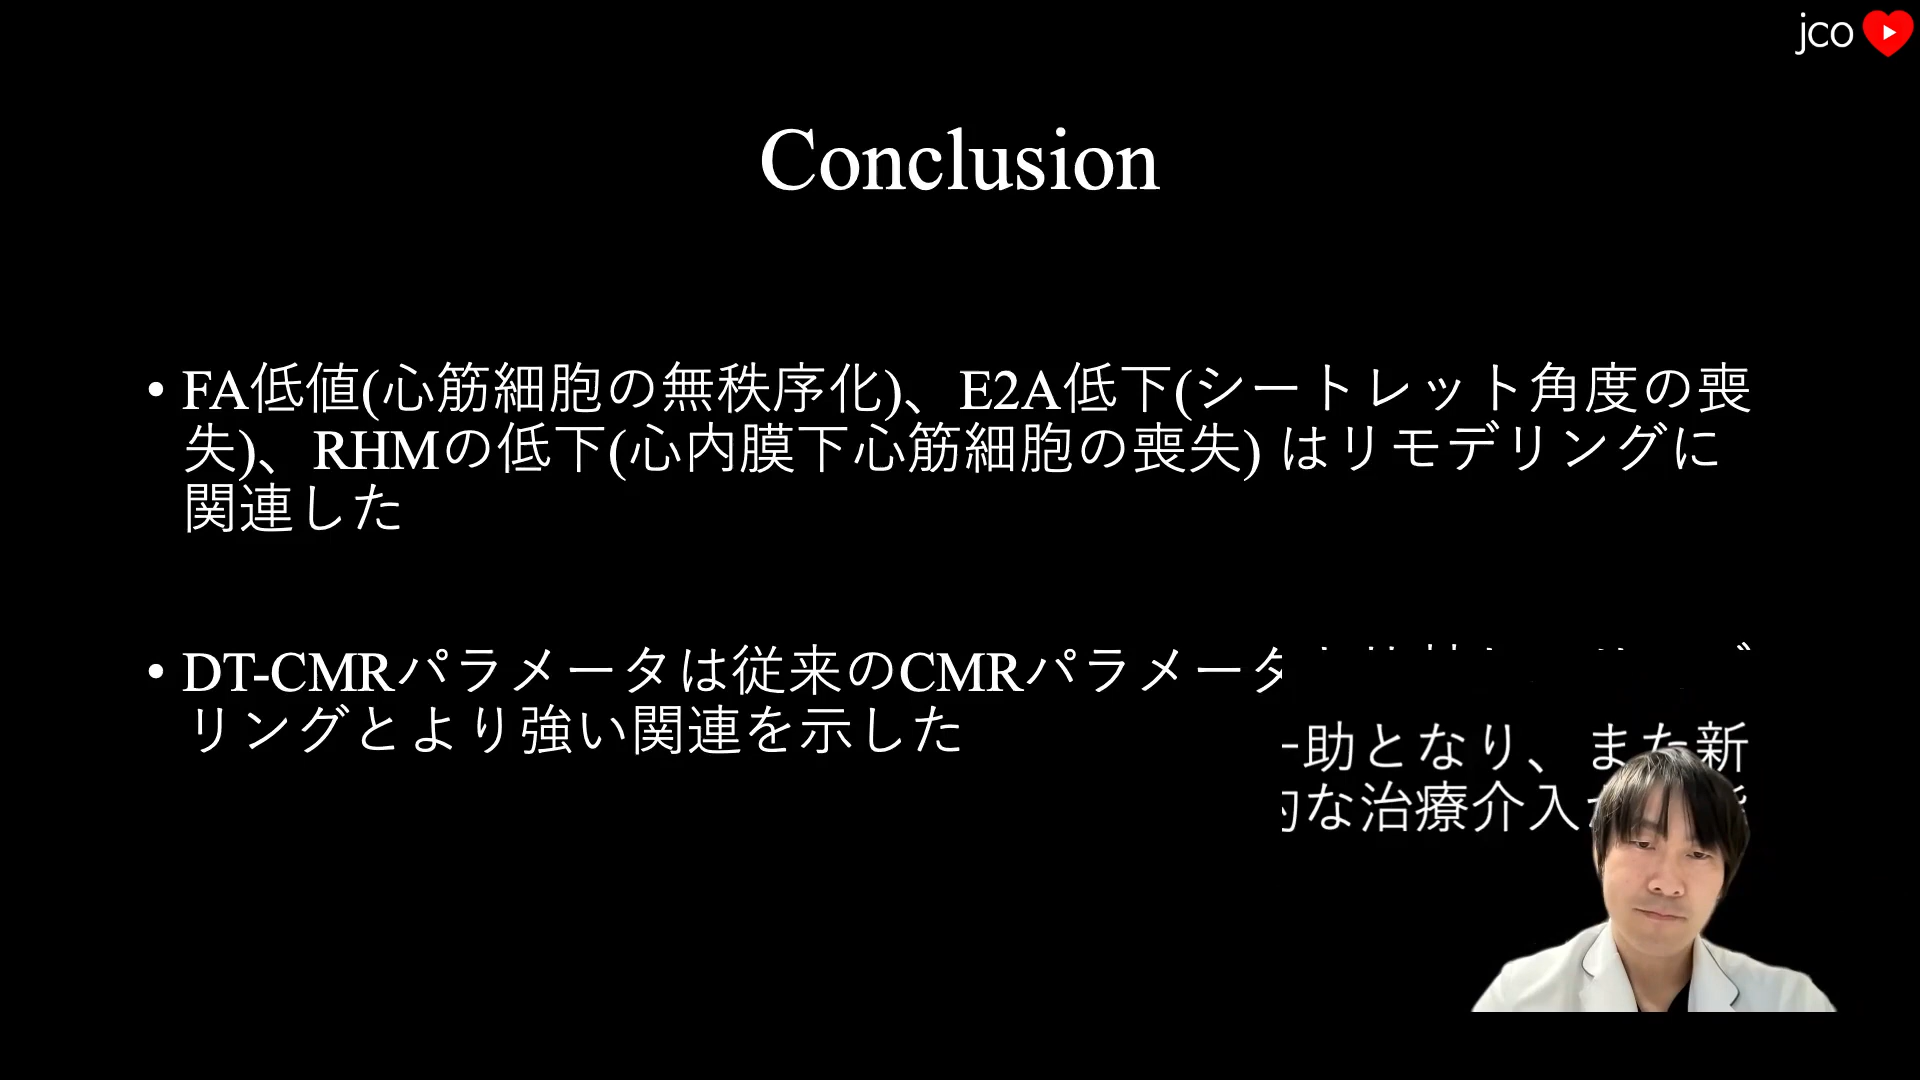 jco
Conclusion
• FA低値(心筋細胞の無秩序化)、E2A低下(シートレット角度の喪
失)、RHMの低下(心内膜下心筋細胞の喪失) はリモデリングに
関連した
• DT-CMRパラメータは従来のCMRパラメータ
リングとより強い関連を示した
助となり、また新
な治療介入